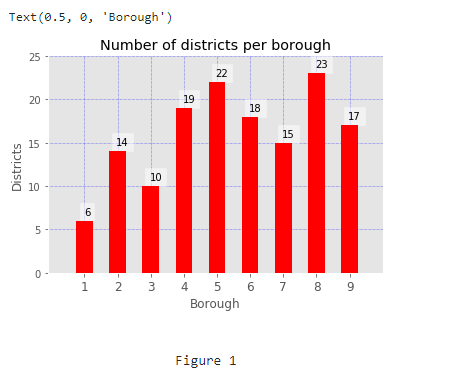 Text(0.5, 0, 'Borough')
Number of districts per borough
25
20
15
10
5
0
Districts
6
14
10
19
22
18
15
23
17
1 2 3 4 5 6 7 8 9
Borough
Figure 1